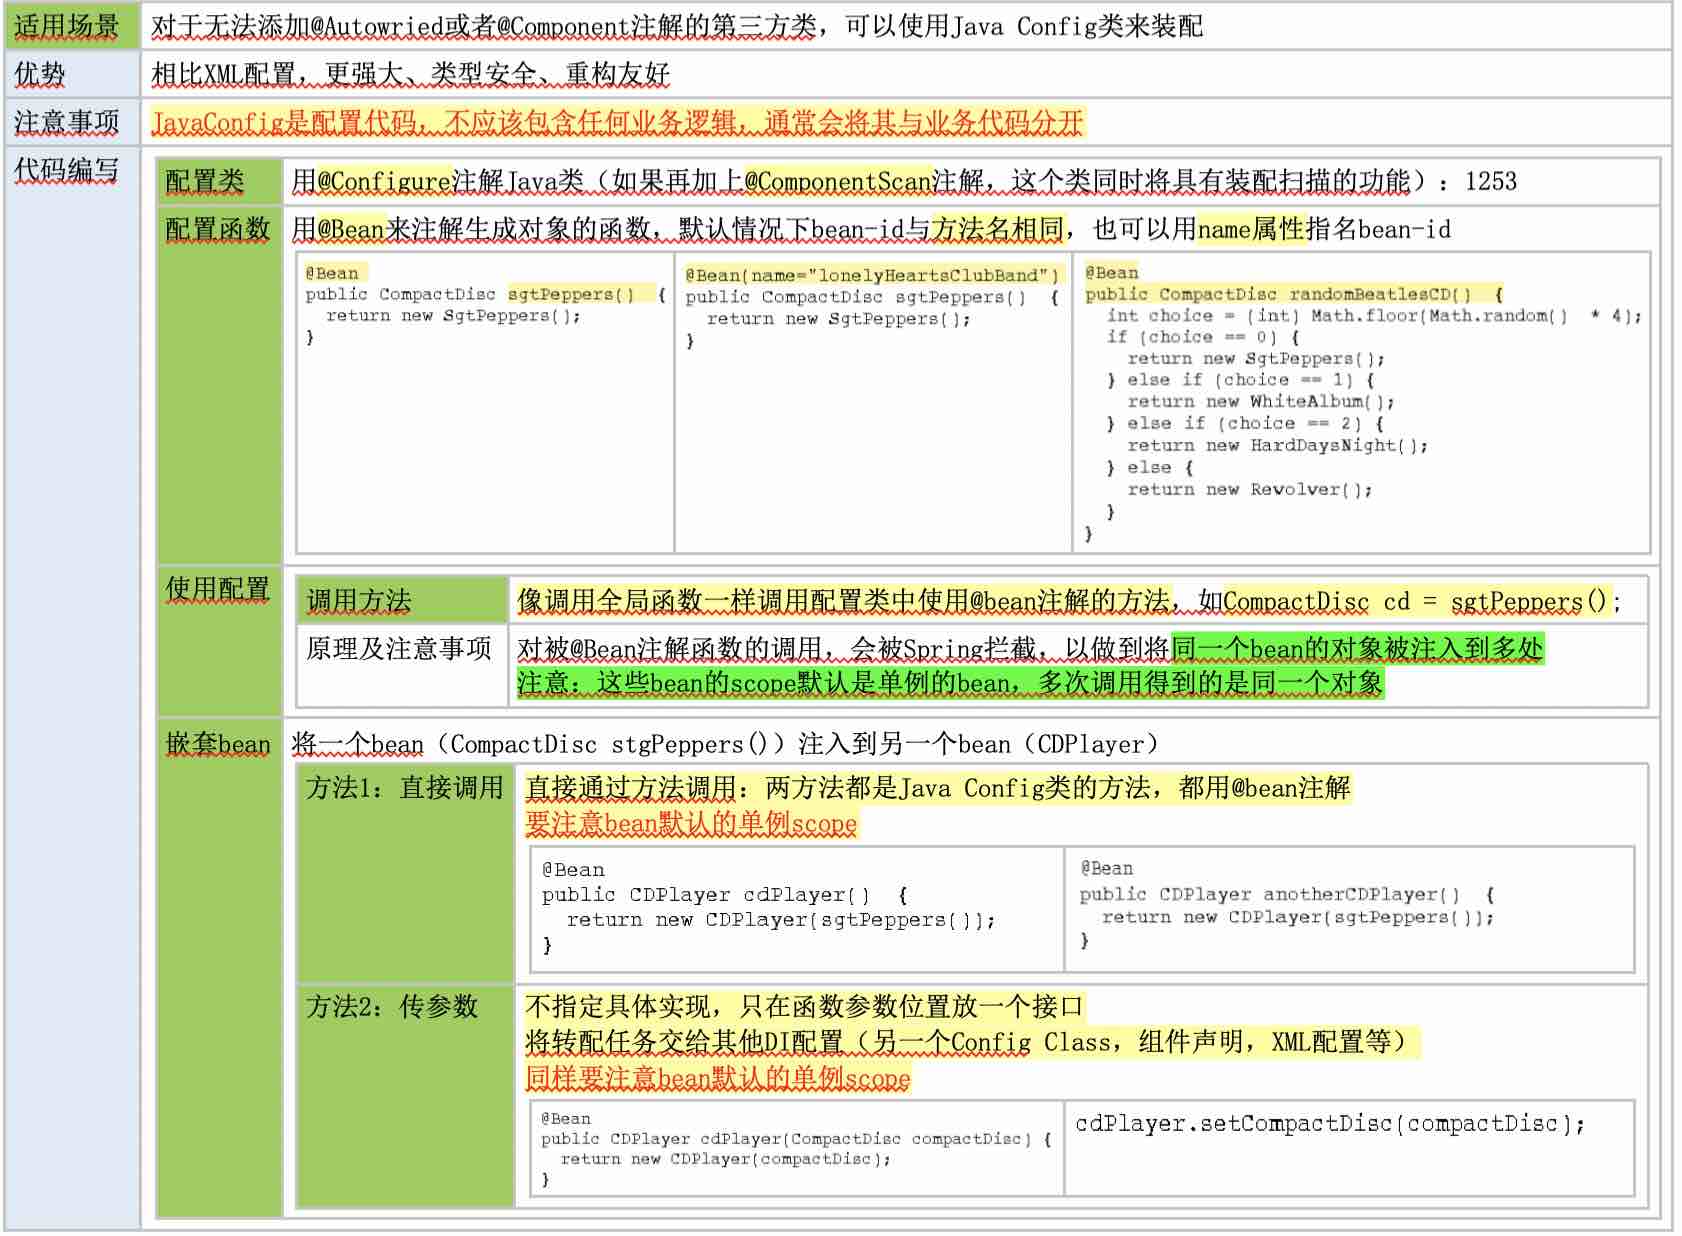 适用场景 对于无法添加@Autowried或者@Component注解的第三方类，可以使用Java Config类来装配
优势 相比XML配置，更强大、类型安全、重构友好
注意事项 JavaConfig是配置代码，不应该包含任何业务逻辑，通常会将其与业务代码分开
代码编写
配置类 用@Configure注解Java类（如果再加上@ComponentScan注解，这个类同时将具有装配扫描的功能）：1253
配置函数 用@Bean来注解生成对象的函数，默认情况下bean-id与方法名相同，也可以用name属性指名bean-id
@Bean
public CompactDisc sgtPeppers() {
return new SgtPeppers();
}
@Bean(name="lonelyHeartsClubBand")
public CompactDisc sgtPeppers() {
return new SgtPeppers();
}
@Bean
public CompactDisc randomBeatlesCD() {
int choice = (int) Math.floor(Math.random() * 4);
if (choice == 0) {
return new SgtPeppers();
} else if (choice == 1) {
return new WhiteAlbum();
} else if (choice == 2) {
return new HardDaysNight();
} else {
return new Revolver();
}
}
使用配置
调用方法 像调用全局函数一样调用配置类中使用@bean注解的方法，如CompactDisc cd = sgtPeppers();
原理及注意事项 对被@Bean注解函数的调用，会被Spring拦截，以做到将同一个bean的对象被注入到多处
注意：这些bean的scope默认是单例的bean，多次调用得到的是同一个对象
嵌套bean 将一个bean（CompactDisc stgPeppers()）注入到另一个bean（CDPlayer）
方法1：直接调用 直接通过方法调用：两方法都是Java Config类的方法，都用@bean注解
要注意bean默认的单例scope
@Bean
public CDPlayer cdPlayer() {
return new CDPlayer(sgtPeppers());
}
@Bean
public CDPlayer anotherCDPlayer() {
return new CDPlayer(sgtPeppers());
}
方法2：传参数 不指定具体实现，只在函数参数位置放一个接口
将转配任务交给其他DI配置（另一个Config Class，组件声明，XML配置等）
同样要注意bean默认的单例scope
@Bean
public CDPlayer cdPlayer(CompactDisc compactDisc) {
return new CDPlayer(compactDisc);
}
cdPlayer.setCompactDisc(compactDisc);